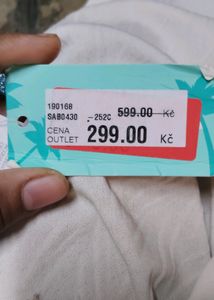 190168
SAB0430 .-252C 599.00 Kč
CENA
OUTLET 299.00 Kč